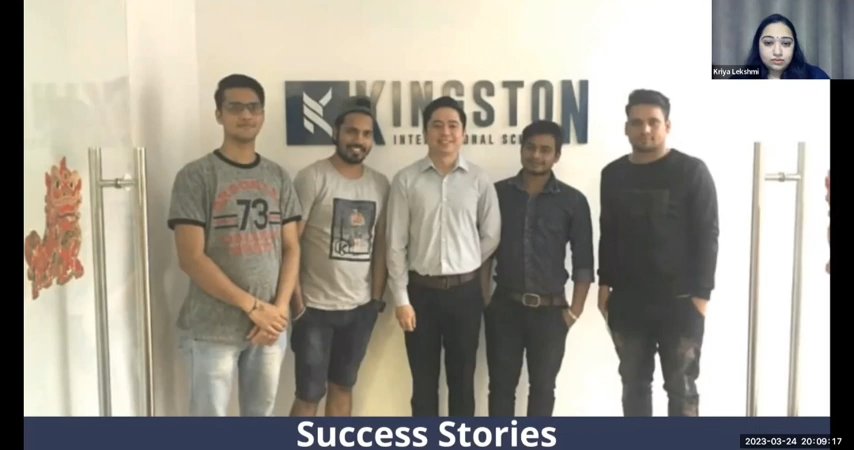 Kriya Lekshmi
KINGSTON
73
Success Stories
2023-03-24 20:09:17